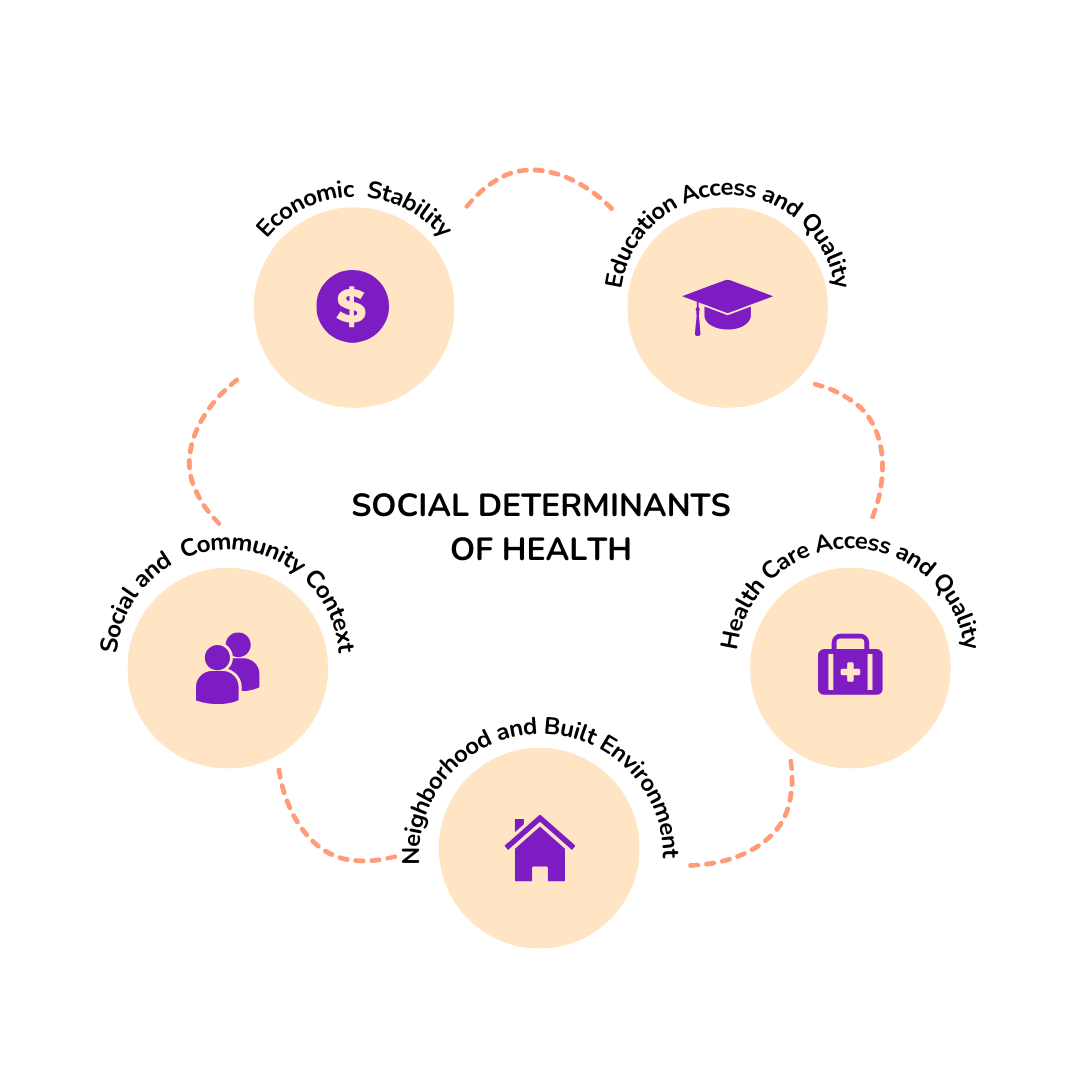 Economic Stability
Education Access and Quality
SOCIAL DETERMINANTS
OF HEALTH
Social and Community Context
Health Care Access and Quality
Neighborhood and Built Environment
$